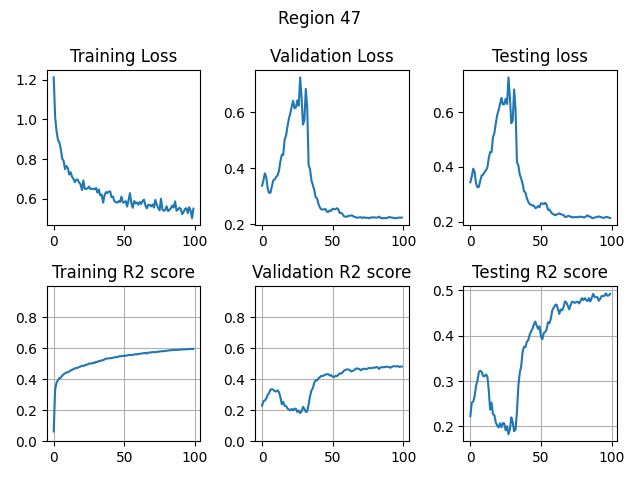 Region 47
Training Loss
Validation Loss
Testing loss
1.2
1.0
0.8
0.6
0 50 100
0.6
0.4
0.2
0 50 100
0.6
0.4
0.2
0 50 100
Training R2 score
Validation R2 score
Testing R2 score
0.8
0.6
0.4
0.2
0.0
0 50 100
0.8
0.6
0.4
0.2
0.0
0 50 100
0.5
0.4
0.3
0.2
0 50 100